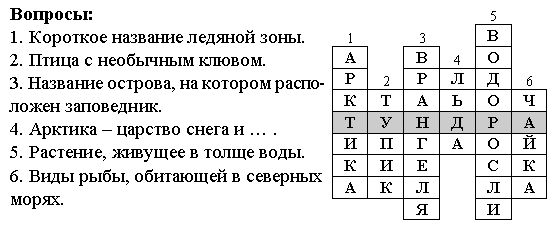 Вопросы:
1. Короткое название ледяной зоны.
2. Птица с необычным клювом.
3. Название острова, на котором распо-
ложен заповедник.
4. Арктика – царство снега и … .
5. Растение, живущее в толще воды.
6. Виды рыбы, обитающей в северных
морях.
5
1 3 В
А В 4 О
Р 2 Р Л Д 6
К Т А Ь О Ч
Т У Н Д Р А
И П Г А О Й
К И Е С К
А К Л Л А
Я И